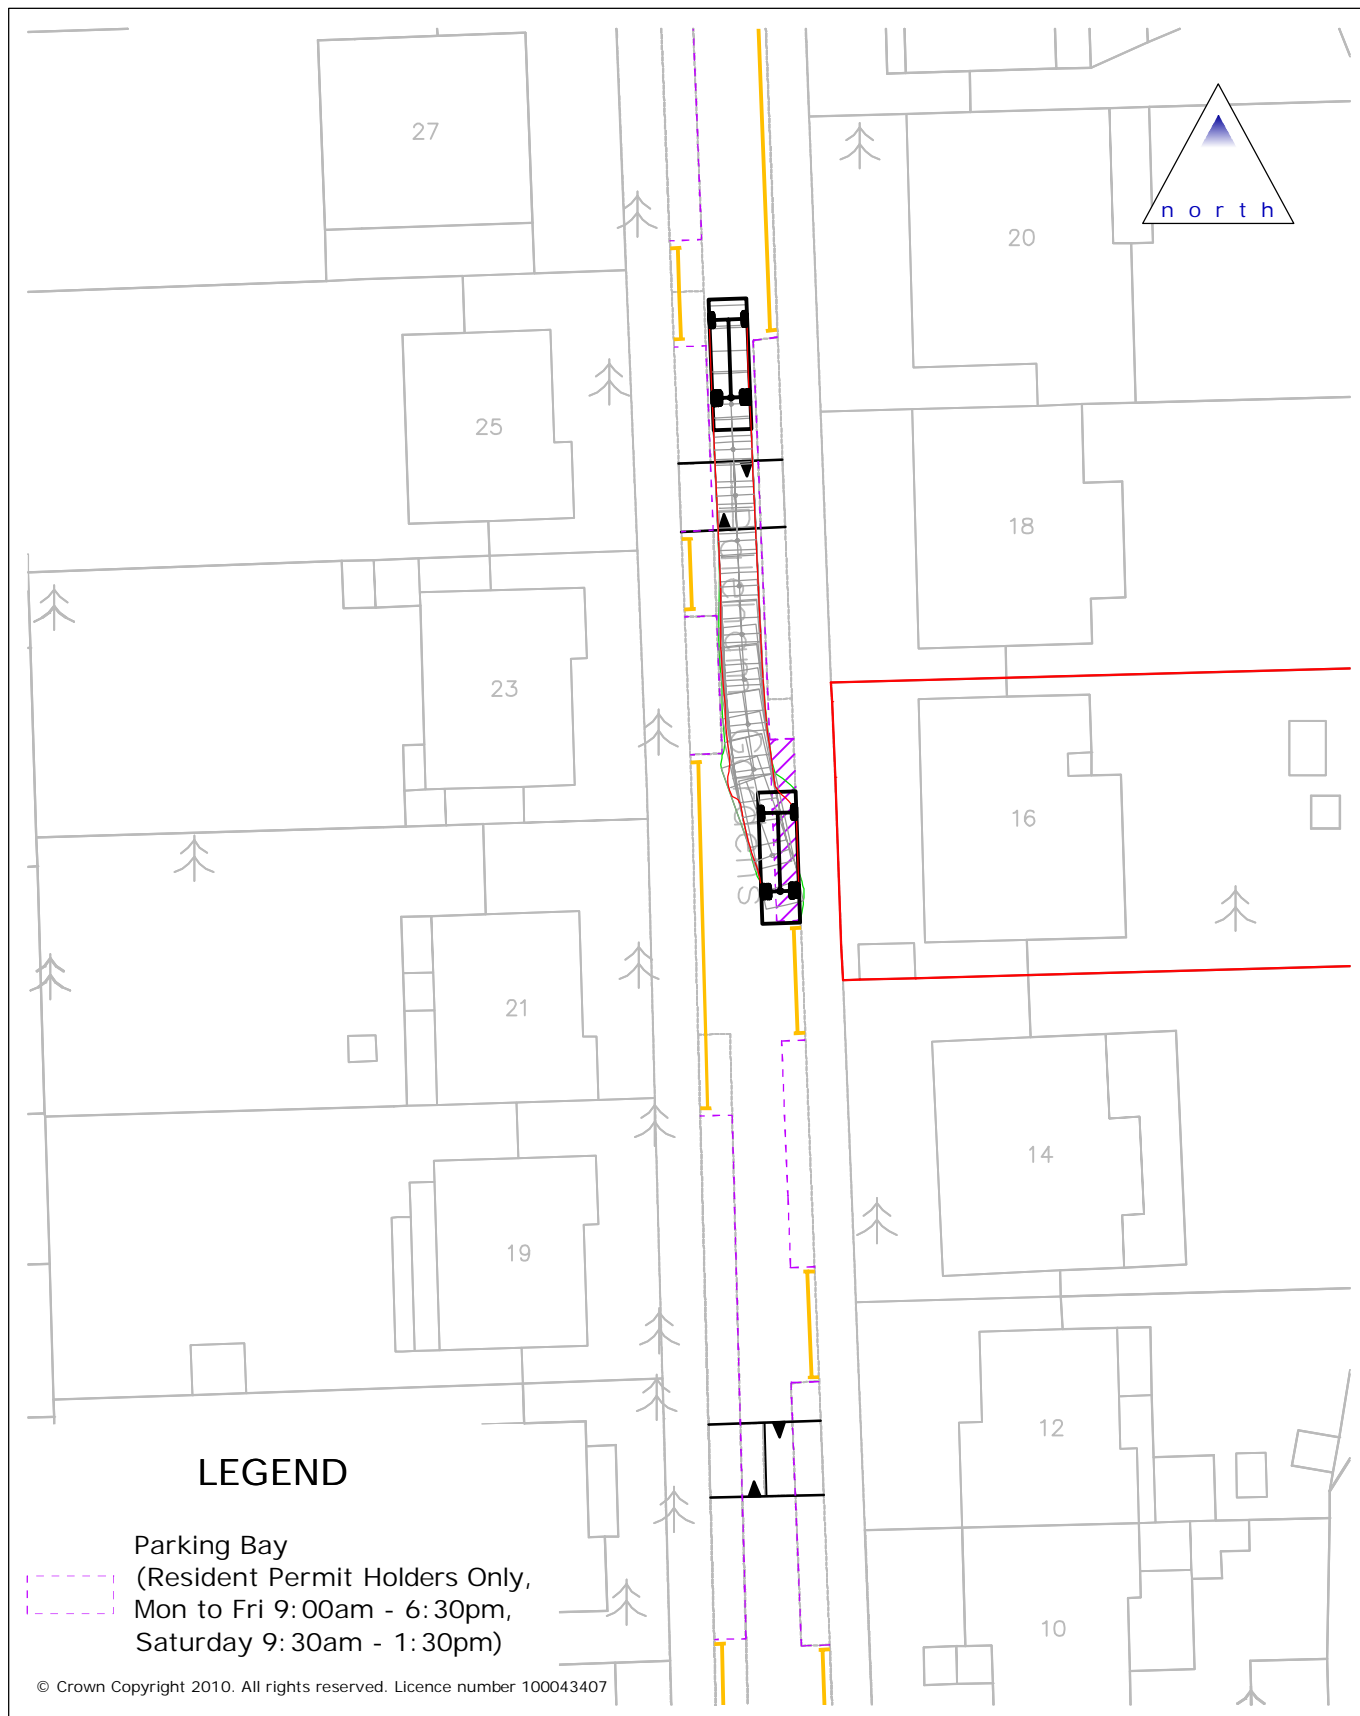 27
north
20
25
18
23
16
21
14
19
12
LEGEND
Parking Bay
(Resident Permit Holders Only,
Mon to Fri 9:00am - 6:30pm,
Saturday 9:30am - 1:30pm)
10
© Crown Copyright 2010. All rights reserved. Licence number 100043407